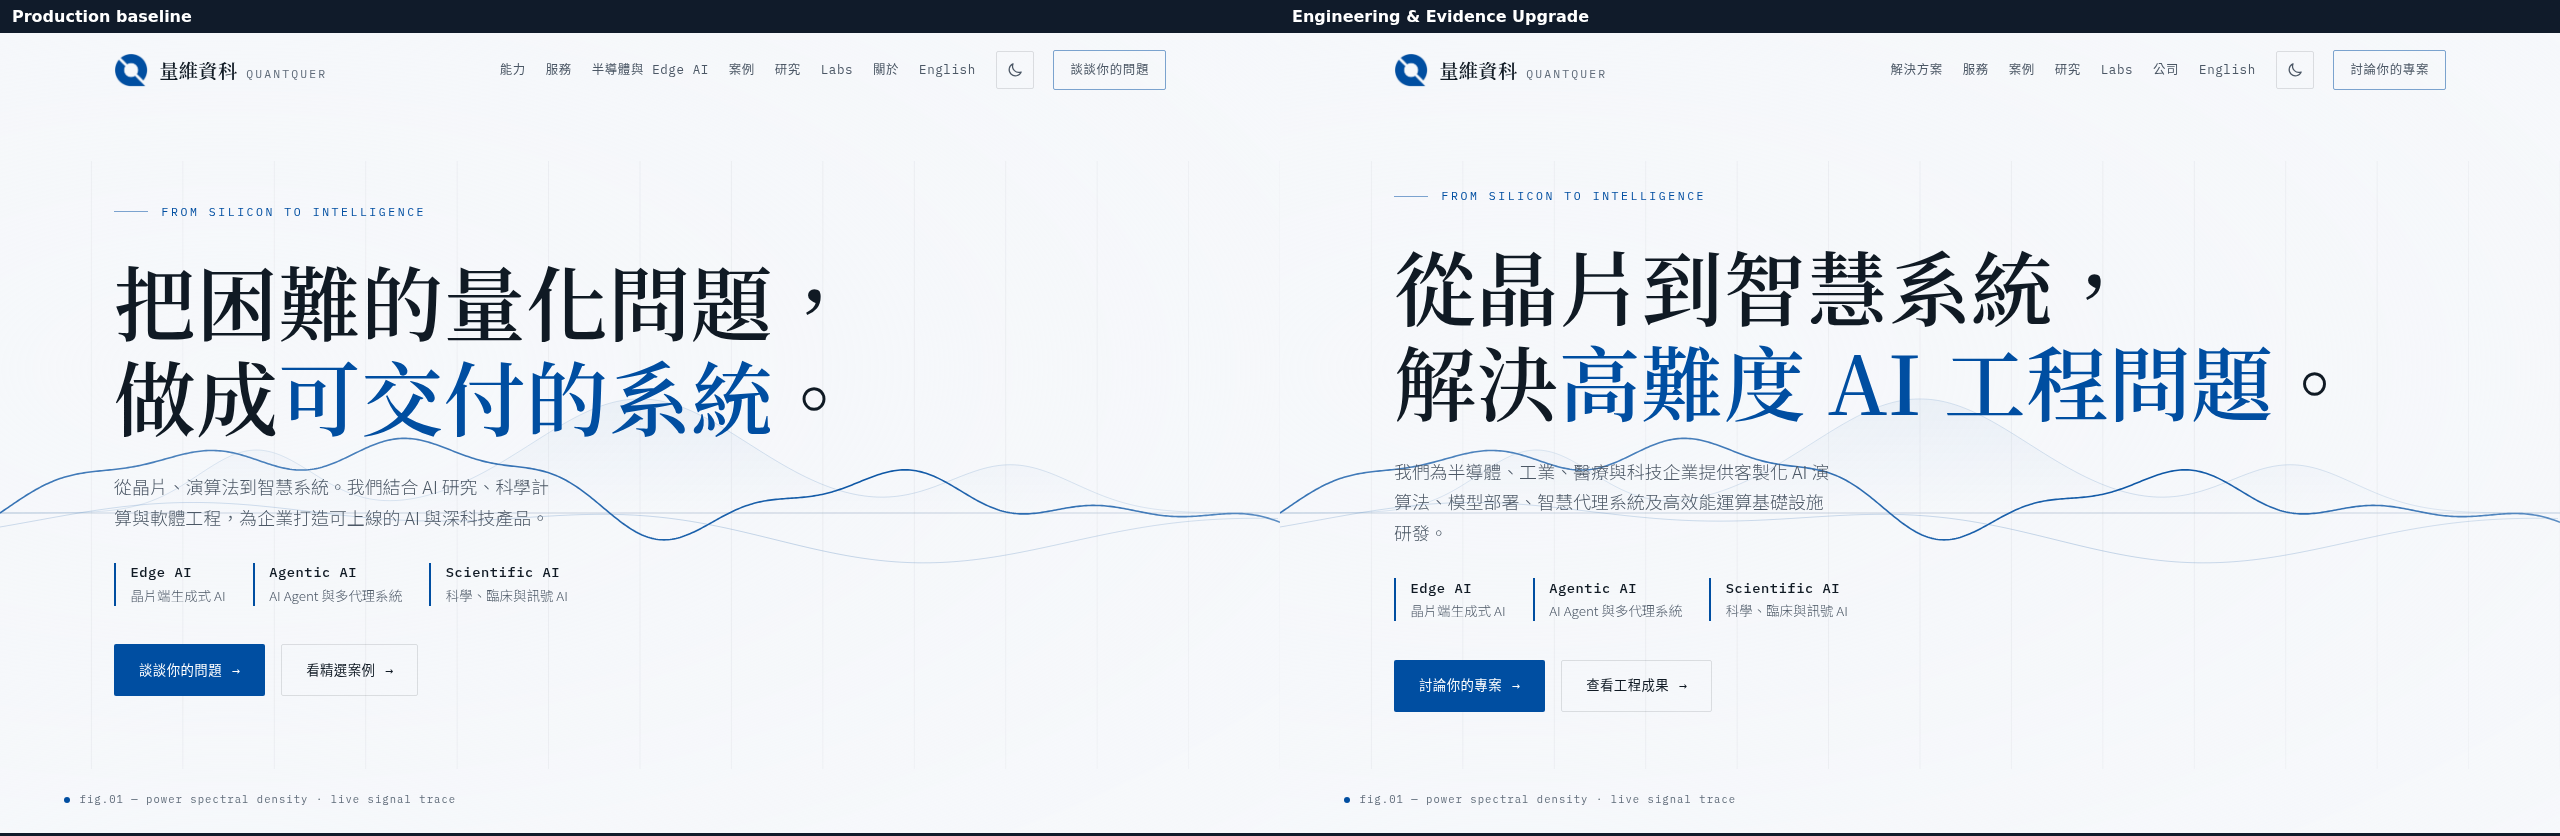 Production baseline
量維資科 QUANTQUER
能力 服務 半導體與 Edge AI 案例 研究 Labs 關於 English 談談你的問題
FROM SILICON TO INTELLIGENCE
把困難的量化問題，
做成可交付的系統。
從晶片、演算法到智慧系統。我們結合 AI 研究、科學計
算與軟體工程，為企業打造可上線的 AI 與深科技產品。
Edge AI
晶片端生成式 AI
Agentic AI
AI Agent 與多代理系統
Scientific AI
科學、臨床與訊號 AI
談談你的問題 →
看精選案例 →
fig.01 — power spectral density · live signal trace
Engineering & Evidence Upgrade
量維資科 QUANTQUER
解決方案 服務 案例 研究 Labs 公司 English 討論你的專案
FROM SILICON TO INTELLIGENCE
從晶片到智慧系統，
解決高難度 AI 工程問題。
我們為半導體、工業、醫療與科技企業提供客製化 AI 演
算法、模型部署、智慧代理系統及高效能運算基礎設施
研發。
Edge AI
晶片端生成式 AI
Agentic AI
AI Agent 與多代理系統
Scientific AI
科學、臨床與訊號 AI
討論你的專案 →
查看工程成果 →
fig.01 — power spectral density · live signal trace